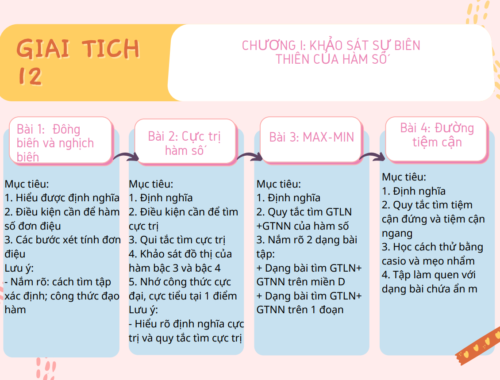 GIAI TICH
12
CHƯƠNG I: KHẢO SÁT SỰ BIÊN
THIÊN CỦA HÀM SỐ
Bài 1: Đồng
biến và nghịch
biến
Mục tiêu:
1. Hiểu được định nghĩa
2. Điều kiện cần để hàm
số đơn điệu
3. Các bước xét tính đơn
điệu
Lưu ý:
- Nắm rõ: cách tìm tập
xác định; công thức đạo
hàm
Bài 2: Cực trị
hàm số
Mục tiêu:
1. Định nghĩa
2. Điều kiện cần để tìm
cực trị
3. Qui tắc tìm cực trị
4. Khảo sát đồ thị của
hàm bậc 3 và bậc 4
5. Nhớ công thức cực
đại, cực tiểu tại 1 điểm
Lưu ý:
- Hiểu rõ định nghĩa cực
trị và quy tắc tìm cực trị
Bài 3: MAX-MIN
Mục tiêu:
1. Định nghĩa
2. Quy tắc tìm GTLN
+GTNN của hàm số
3. Nắm rõ 2 dạng bài
tập:
+ Dạng bài tìm GTLN+
GTNN trên miền D
+ Dạng bài tìm GTLN+
GTNN trên 1 đoạn
Bài 4: Đường
tiệm cận
Mục tiêu:
1. Định nghĩa
2. Quy tắc tìm tiệm
cận đứng và tiệm cận
ngang
3. Học cách thử bằng
casio và mẹo nhẩm
4. Tập làm quen với
dạng bài chứa ẩn m